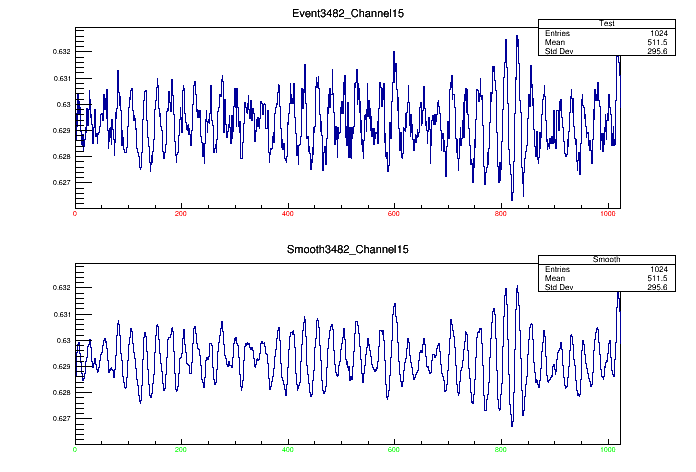 Event3482_Channel15
Test
Entries 1024
Mean 511.5
Std Dev 295.6
0.632
0.631
0.63
0.629
0.628
0.627
0 200 400 600 800 1000
Smooth3482_Channel15
Smooth
Entries 1024
Mean 511.5
Std Dev 295.6
0.632
0.631
0.63
0.629
0.628
0.627
0 200 400 600 800 1000